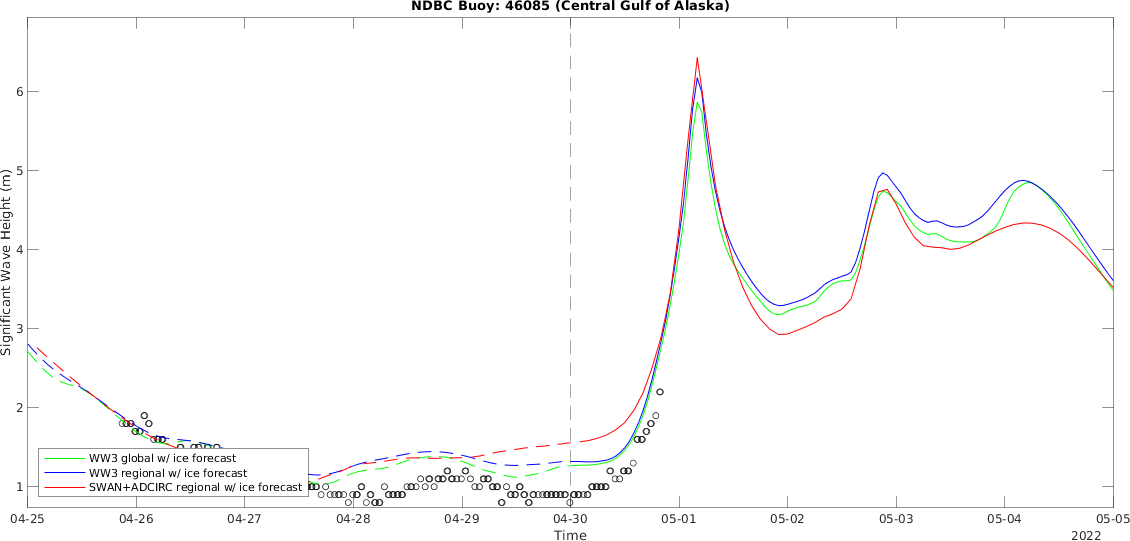 NDBC Buoy: 46085 (Central Gulf of Alaska)
Significant Wave Height (m)
6
5
4
3
2
1
WW3 global w/ ice forecast
WW3 regional w/ ice forecast
SWAN+ADCIRC regional w/ ice forecast
04-25 04-26 04-27 04-28 04-29 04-30 05-01 05-02 05-03 05-04 05-05
Time
2022